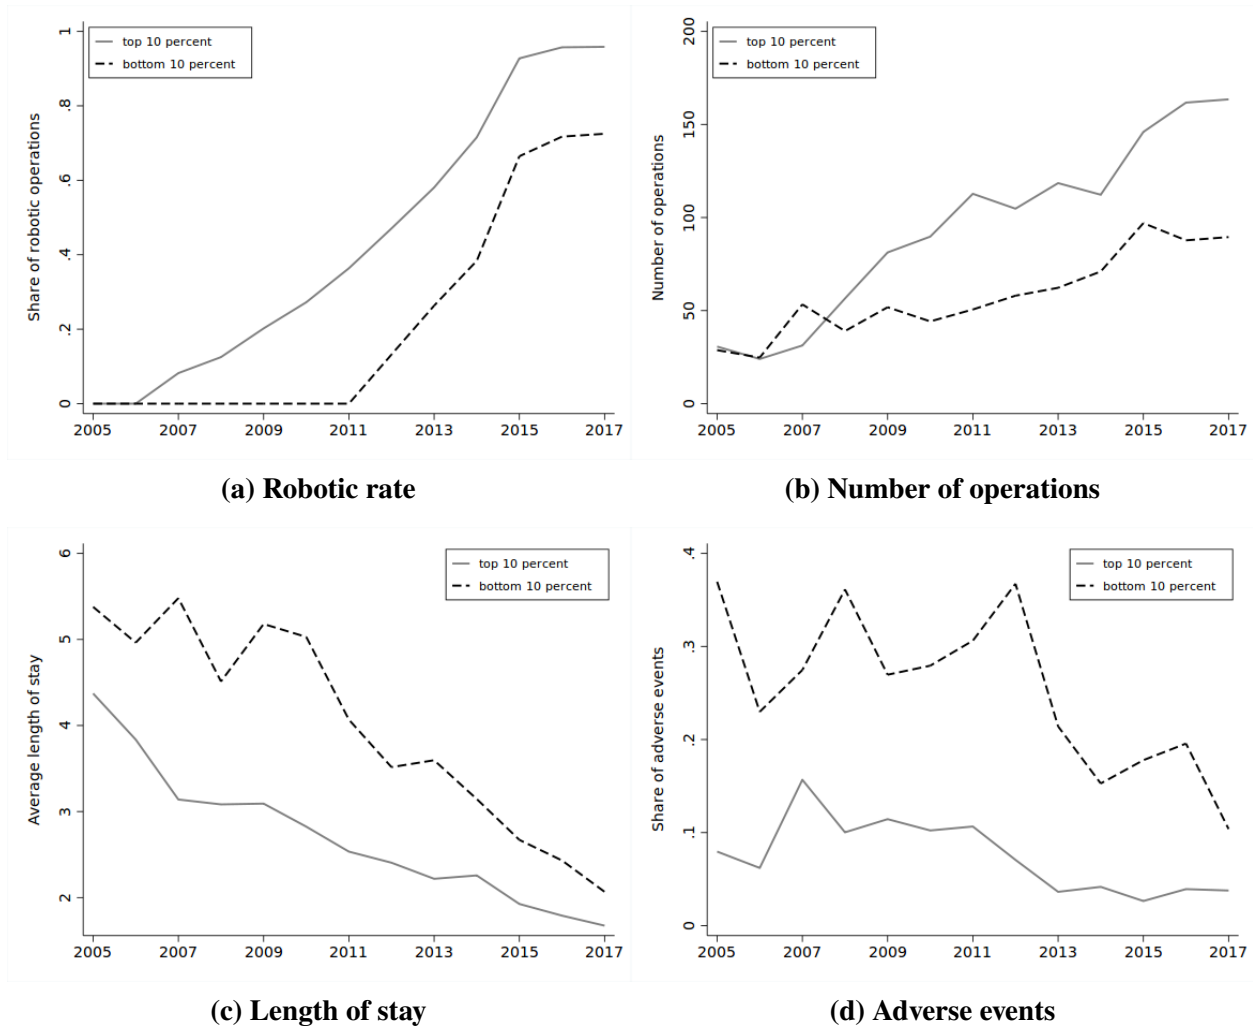 top 10 percent
bottom 10 percent
Share of robotic operations
0 .2 .4 .6 .8 1
2005 2007 2009 2011 2013 2015 2017
(a) Robotic rate
top 10 percent
bottom 10 percent
Number of operations
0 50 100 150 200
2005 2007 2009 2011 2013 2015 2017
(b) Number of operations
top 10 percent
bottom 10 percent
Average length of stay
2 3 4 5 6
2005 2007 2009 2011 2013 2015 2017
(c) Length of stay
top 10 percent
bottom 10 percent
Share of adverse events
0 .1 .2 .3 .4
2005 2007 2009 2011 2013 2015 2017
(d) Adverse events